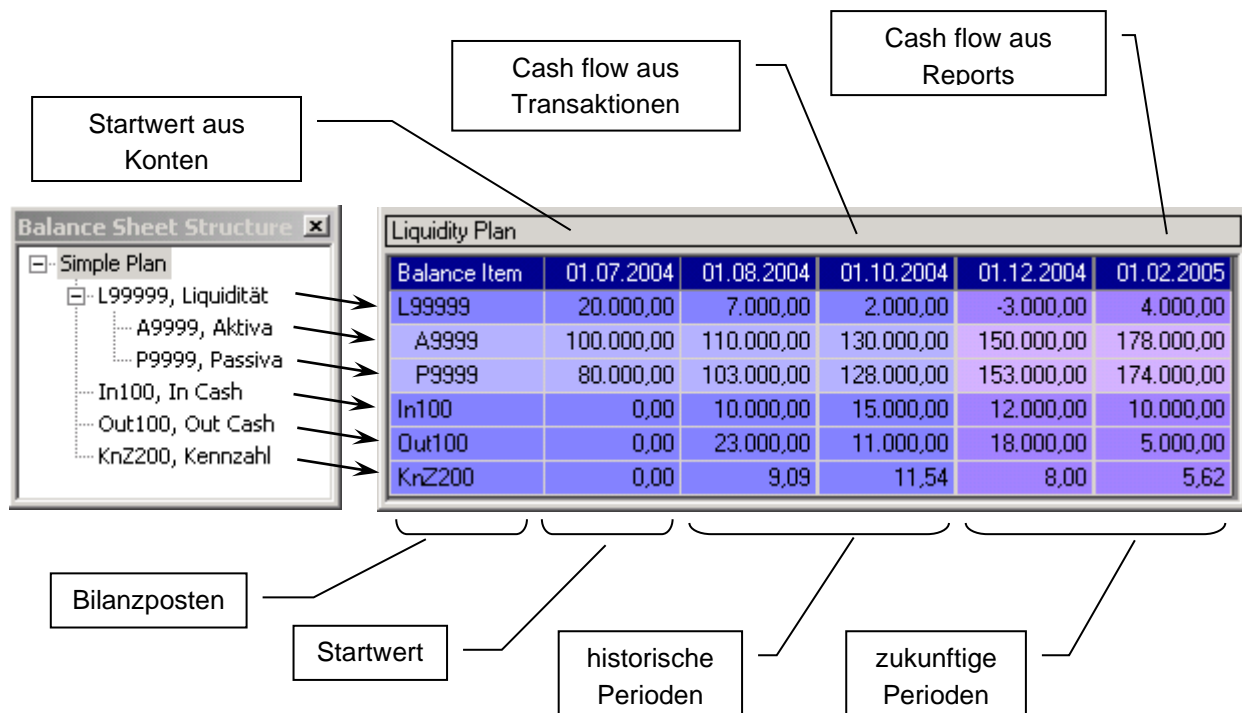 Cash flow aus
Reports
Cash flow aus
Transaktionen
Startwert aus
Konten
Balance Sheet Structure
Simple Plan
L99999, Liquidität
A9999, Aktiva
P9999, Passiva
In100, In Cash
Out100, Out Cash
KnZ200, Kennzahl
Liquidity Plan
Balance Item 01.07.2004 01.08.2004 01.10.2004 01.12.2004 01.02.2005
L99999 20.000,00 7.000,00 2.000,00 -3.000,00 4.000,00
A9999 100.000,00 110.000,00 130.000,00 150.000,00 178.000,00
P9999 80.000,00 103.000,00 128.000,00 153.000,00 174.000,00
In100 0,00 10.000,00 15.000,00 12.000,00 10.000,00
Out100 0,00 23.000,00 11.000,00 18.000,00 5.000,00
KnZ200 0,00 9,09 11,54 8,00 5,62
Bilanzposten
Startwert
historische
Perioden
zukunftige
Perioden